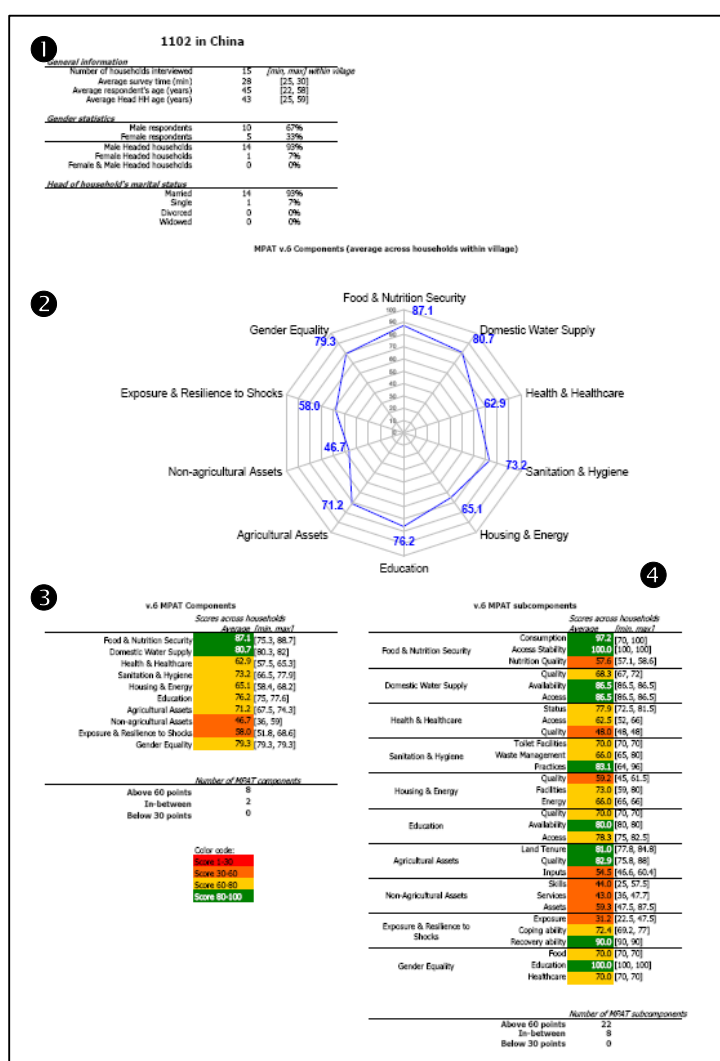 ❶
1102 in China
General information
Number of households interviewed 15 [min, max] within village
Average survey time (min) 28 [25, 30]
Average respondent's age (years) 45 [22, 58]
Average Head HH age (years) 43 [25, 59]
Gender statistics
Male respondents 10 67%
Female respondents 5 33%
Male Headed households 14 93%
Female Headed households 1 7%
Female & Male Headed households 0 0%
Head of household's marital status
Married 14 93%
Single 1 7%
Divorced 0 0%
Widowed 0 0%
MPAT v.6 Components (average across households within village)
❷
Food & Nutrition Security
87.1
Domestic Water Supply
80.7
Health & Healthcare
62.9
Sanitation & Hygiene
73.2
Housing & Energy
65.1
Education
76.2
Agricultural Assets
71.2
Non-agricultural Assets
46.7
Exposure & Resilience to Shocks
58.0
Gender Equality
79.3
100
90
80
70
60
50
40
30
20
10
0
❸
v.6 MPAT Components
Scores across households
Average [min, max]
Food & Nutrition Security 87.1 [75.3, 88.7]
Domestic Water Supply 80.7 [80.3, 82]
Health & Healthcare 62.9 [57.5, 65.3]
Sanitation & Hygiene 73.2 [66.5, 77.9]
Housing & Energy 65.1 [58.4, 68.2]
Education 76.2 [75, 77.6]
Agricultural Assets 71.2 [67.5, 74.3]
Non-agricultural Assets 46.7 [36, 59]
Exposure & Resilience to Shocks 58.0 [51.8, 68.6]
Gender Equality 79.3 [79.3, 79.3]
Number of MPAT components
Above 60 points 8
In-between 2
Below 30 points 0
Color code:
Score 1-30
Score 30-60
Score 60-80
Score 80-100
❹
v.6 MPAT subcomponents
Scores across households
Average [min, max]
Food & Nutrition Security
Consumption 97.2 [70, 100]
Access Stability 100.0 [100, 100]
Nutrition Quality 57.6 [57.1, 58.6]
Domestic Water Supply
Quality 68.3 [67, 72]
Availability 86.5 [86.5, 86.5]
Access 86.5 [86.5, 86.5]
Health & Healthcare
Status 77.9 [72.5, 81.5]
Access 62.5 [52, 66]
Quality 48.0 [48, 48]
Sanitation & Hygiene
Toilet Facilities 70.0 [70, 70]
Waste Management 66.0 [65, 80]
Practices 83.1 [64, 96]
Housing & Energy
Quality 59.2 [45, 61.5]
Facilities 73.0 [59, 80]
Energy 66.0 [66, 66]
Education
Quality 70.0 [70, 70]
Availability 80.0 [80, 80]
Access 78.3 [75, 82.5]
Agricultural Assets
Land Tenure 81.0 [77.8, 84.8]
Quality 82.9 [75.8, 88]
Inputs 54.5 [46.6, 60.4]
Non-Agricultural Assets
Skills 44.0 [25, 57.5]
Services 43.0 [36, 47.7]
Assets 59.3 [47.5, 87.5]
Exposure & Resilience to Shocks
Exposure 31.2 [22.5, 47.5]
Coping ability 72.4 [69.2, 77]
Recovery ability 90.0 [90, 90]
Gender Equality
Food 70.0 [70, 70]
Education 100.0 [100, 100]
Healthcare 70.0 [70, 70]
Number of MPAT subcomponents
Above 60 points 22
In-between 8
Below 30 points 0